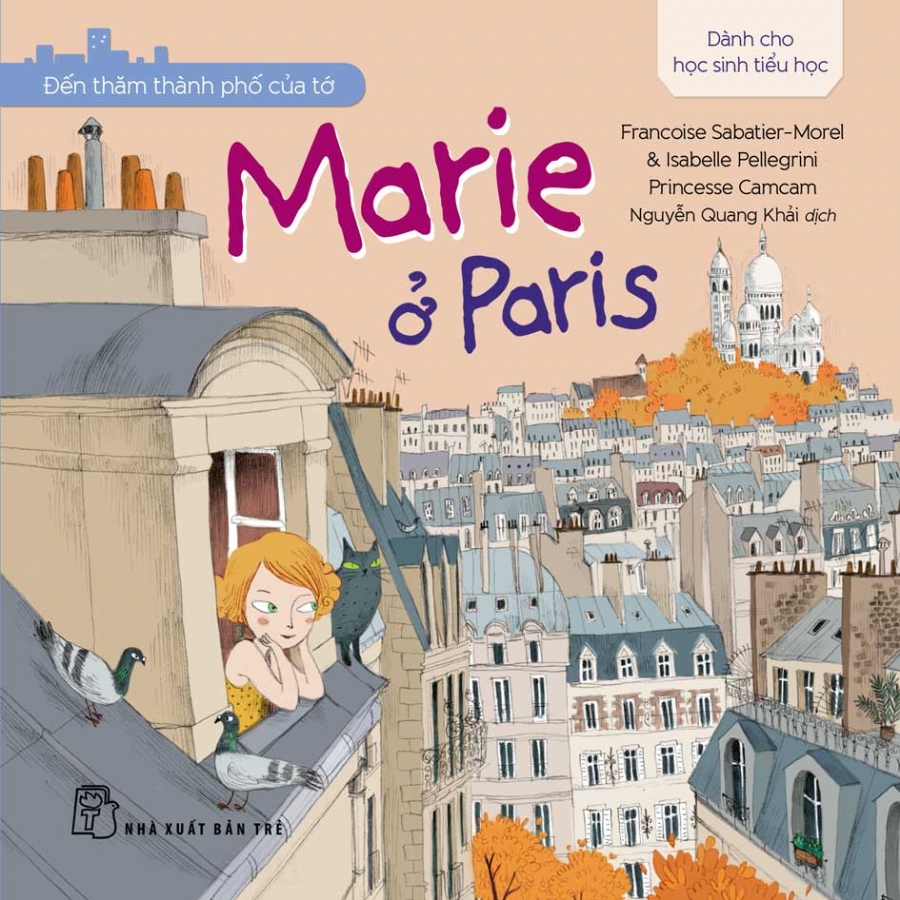 Dành cho
học sinh tiểu học
Đến thăm thành phố của tớ
Marie
ở Paris
Francoise Sabatier-Morel
& Isabelle Pellegrini
Princesse Camcam
Nguyễn Quang Khải dịch
NHÀ XUẤT BẢN TRẺ